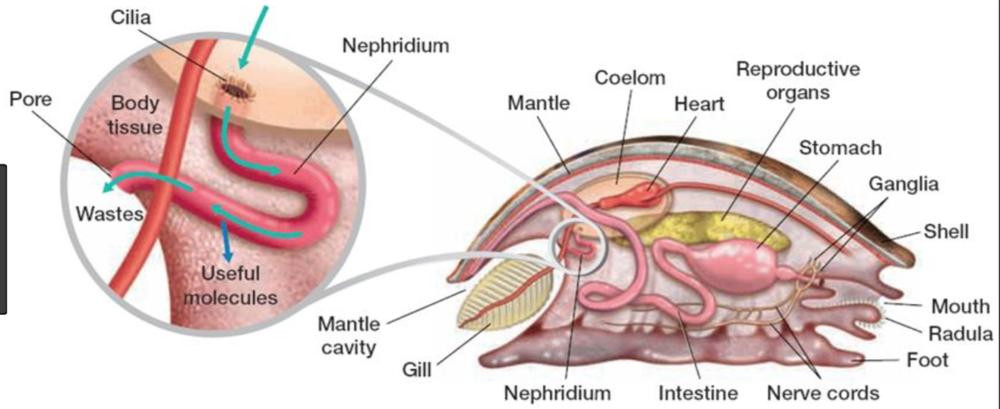 Cilia
Nephridium
Pore
Body
tissue
Wastes
Useful
molecules
Mantle
Coelom
Heart
Reproductive
organs
Stomach
Ganglia
Shell
Mouth
Radula
Foot
Mantle
cavity
Gill
Nephridium
Intestine
Nerve cords